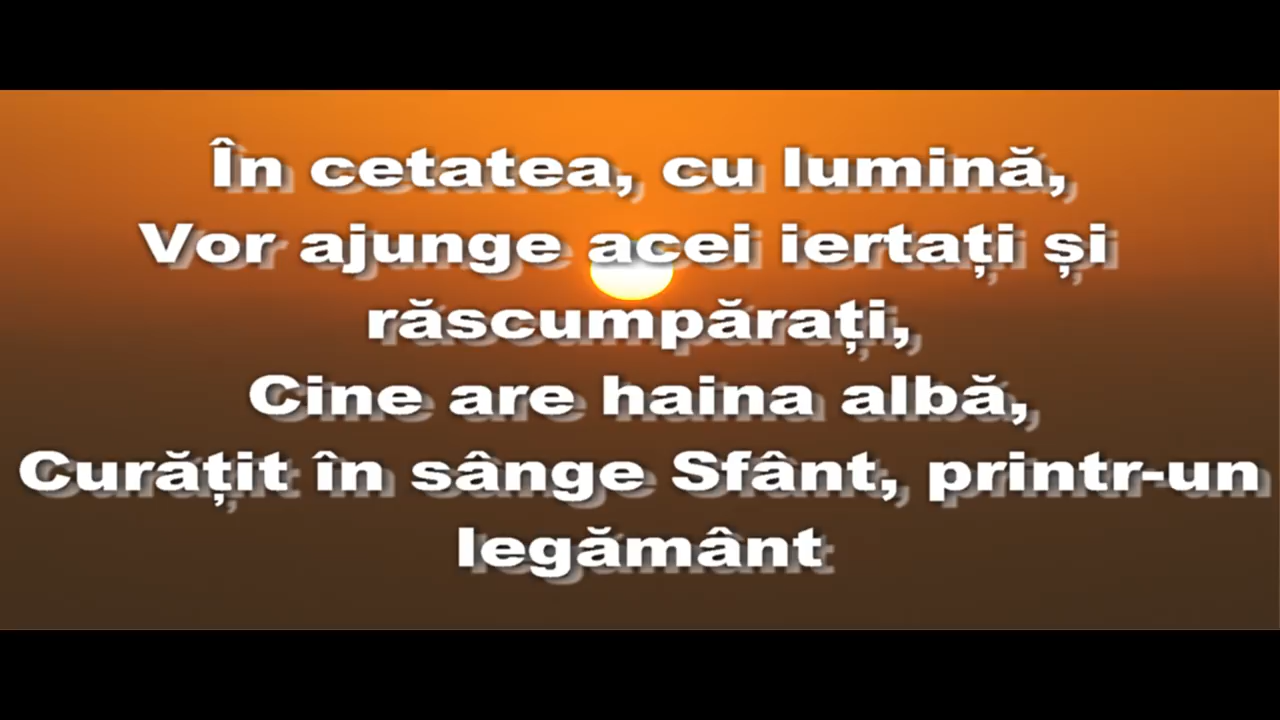 În cetatea, cu lumină,
Vor ajunge acei iertați și
răscumpărați,
Cine are haina albă,
Curățit în sânge Sfânt, printr-un
legământ